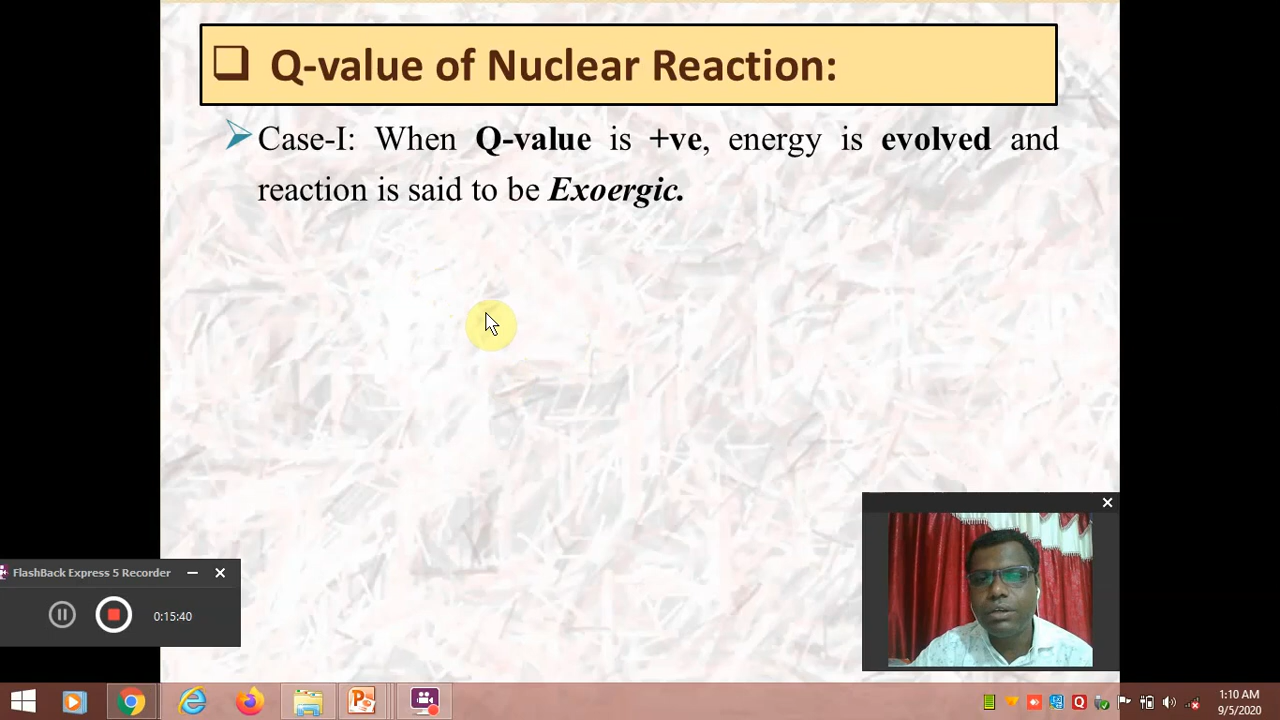 Q-value of Nuclear Reaction:
Case-I: When Q-value is +ve, energy is evolved and
reaction is said to be Exoergic.
FlashBack Express 5 Recorder
0:15:40
1:10 AM
9/5/2020